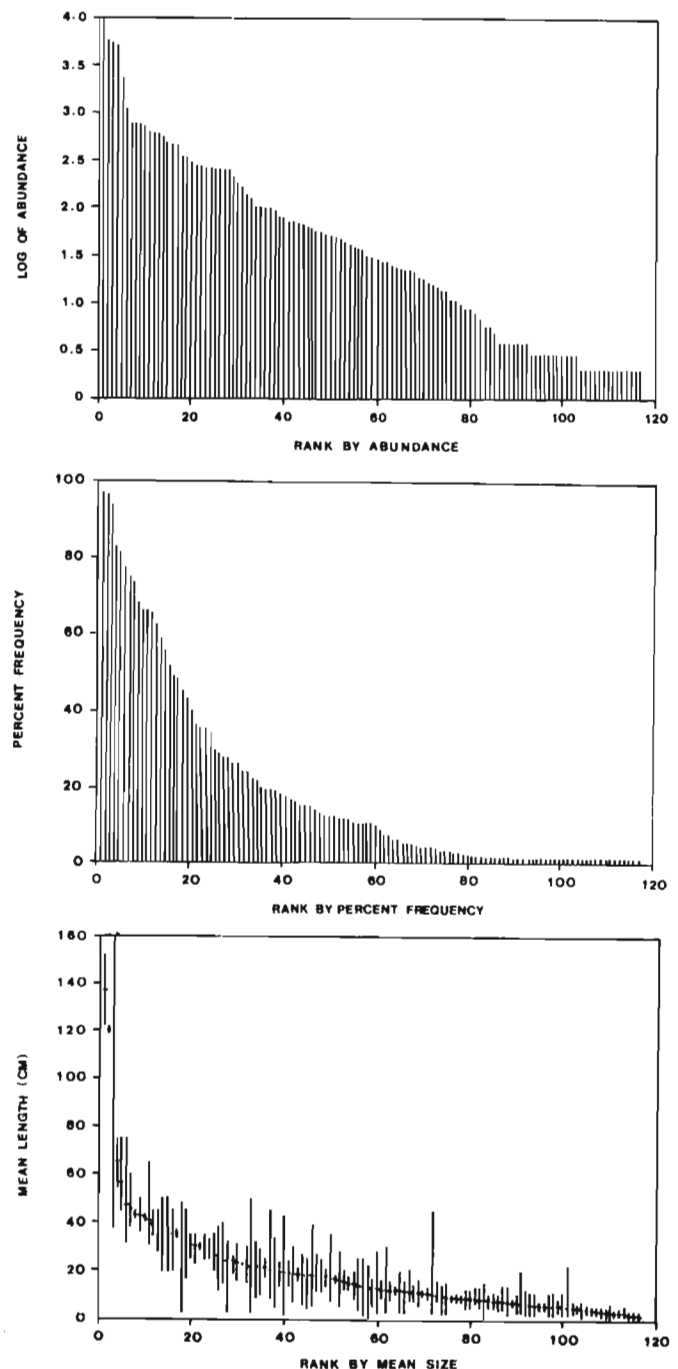 LOG OF ABUNDANCE
4.0
3.5
3.0
2.5
2.0
1.5
1.0
0.5
0
0 20 40 60 80 100 120
RANK BY ABUNDANCE
PERCENT FREQUENCY
100
80
60
40
20
0
0 20 40 60 80 100 120
RANK BY PERCENT FREQUENCY
MEAN LENGTH (CM)
160
140
120
100
80
60
40
20
0
0 20 40 60 80 100 120
RANK BY MEAN SIZE